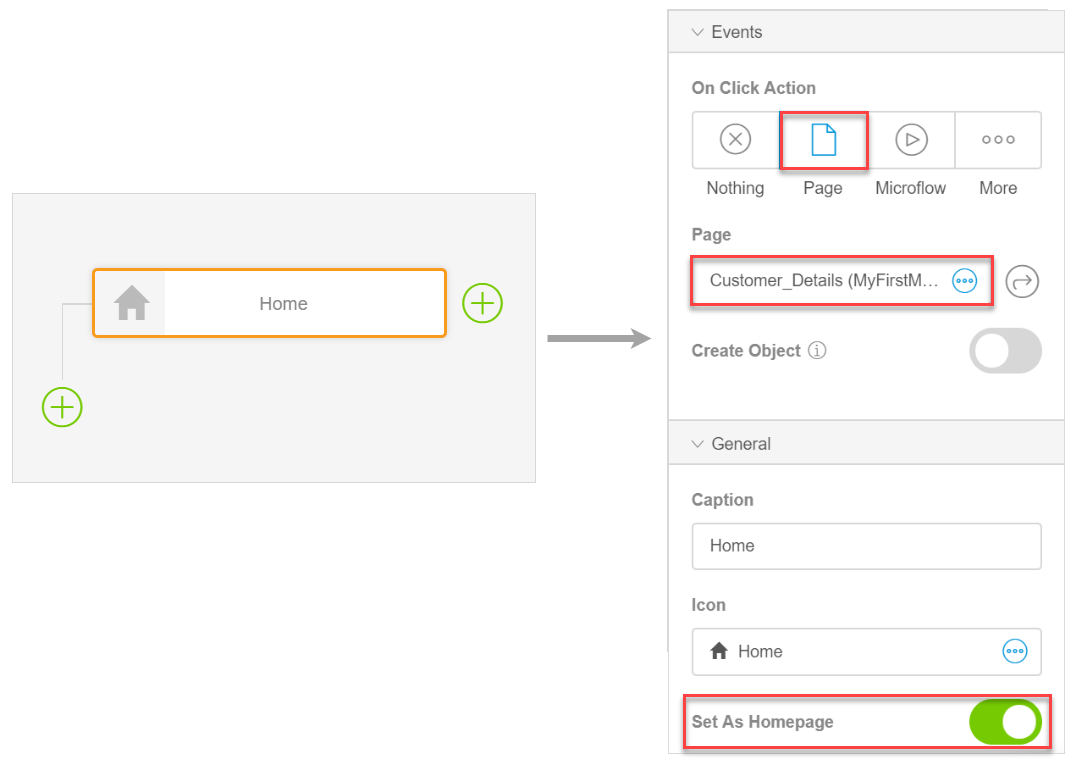 Home
Events
On Click Action
Nothing Page Microflow More
Page
Customer_Details (MyFirstM...
Create Object
General
Caption
Home
Icon
Home
Set As Homepage